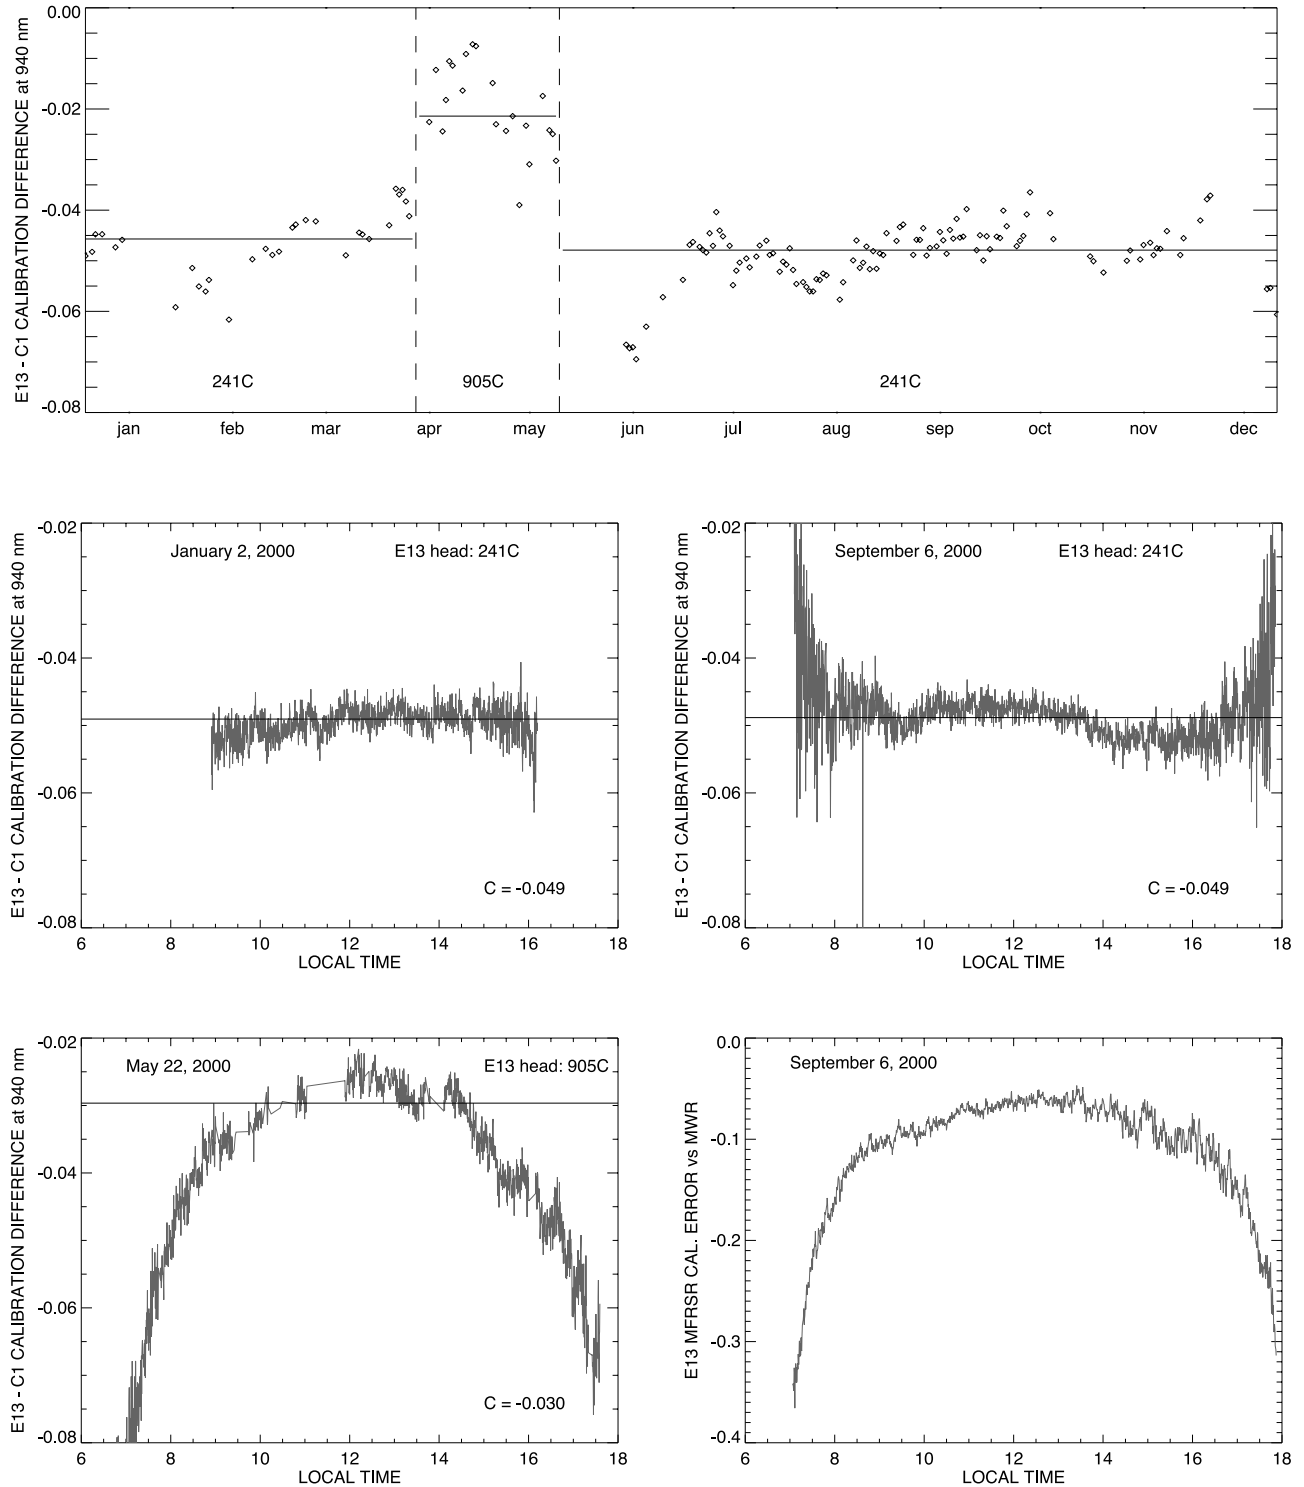 E13 - C1 CALIBRATION DIFFERENCE at 940 nm
0.00
-0.02
-0.04
-0.06
-0.08
241C
905C
241C
jan feb mar apr may jun jul aug sep oct nov dec
E13 - C1 CALIBRATION DIFFERENCE at 940 nm
-0.02
-0.04
-0.06
-0.08
January 2, 2000
E13 head: 241C
C = -0.049
6 8 10 12 14 16 18
LOCAL TIME
E13 - C1 CALIBRATION DIFFERENCE at 940 nm
-0.02
-0.04
-0.06
-0.08
September 6, 2000
E13 head: 241C
C = -0.049
6 8 10 12 14 16 18
LOCAL TIME
E13 - C1 CALIBRATION DIFFERENCE at 940 nm
-0.02
-0.04
-0.06
-0.08
May 22, 2000
E13 head: 905C
C = -0.030
6 8 10 12 14 16 18
LOCAL TIME
E13 MFRSR CAL. ERROR vs MWR
0.0
-0.1
-0.2
-0.3
-0.4
September 6, 2000
6 8 10 12 14 16 18
LOCAL TIME